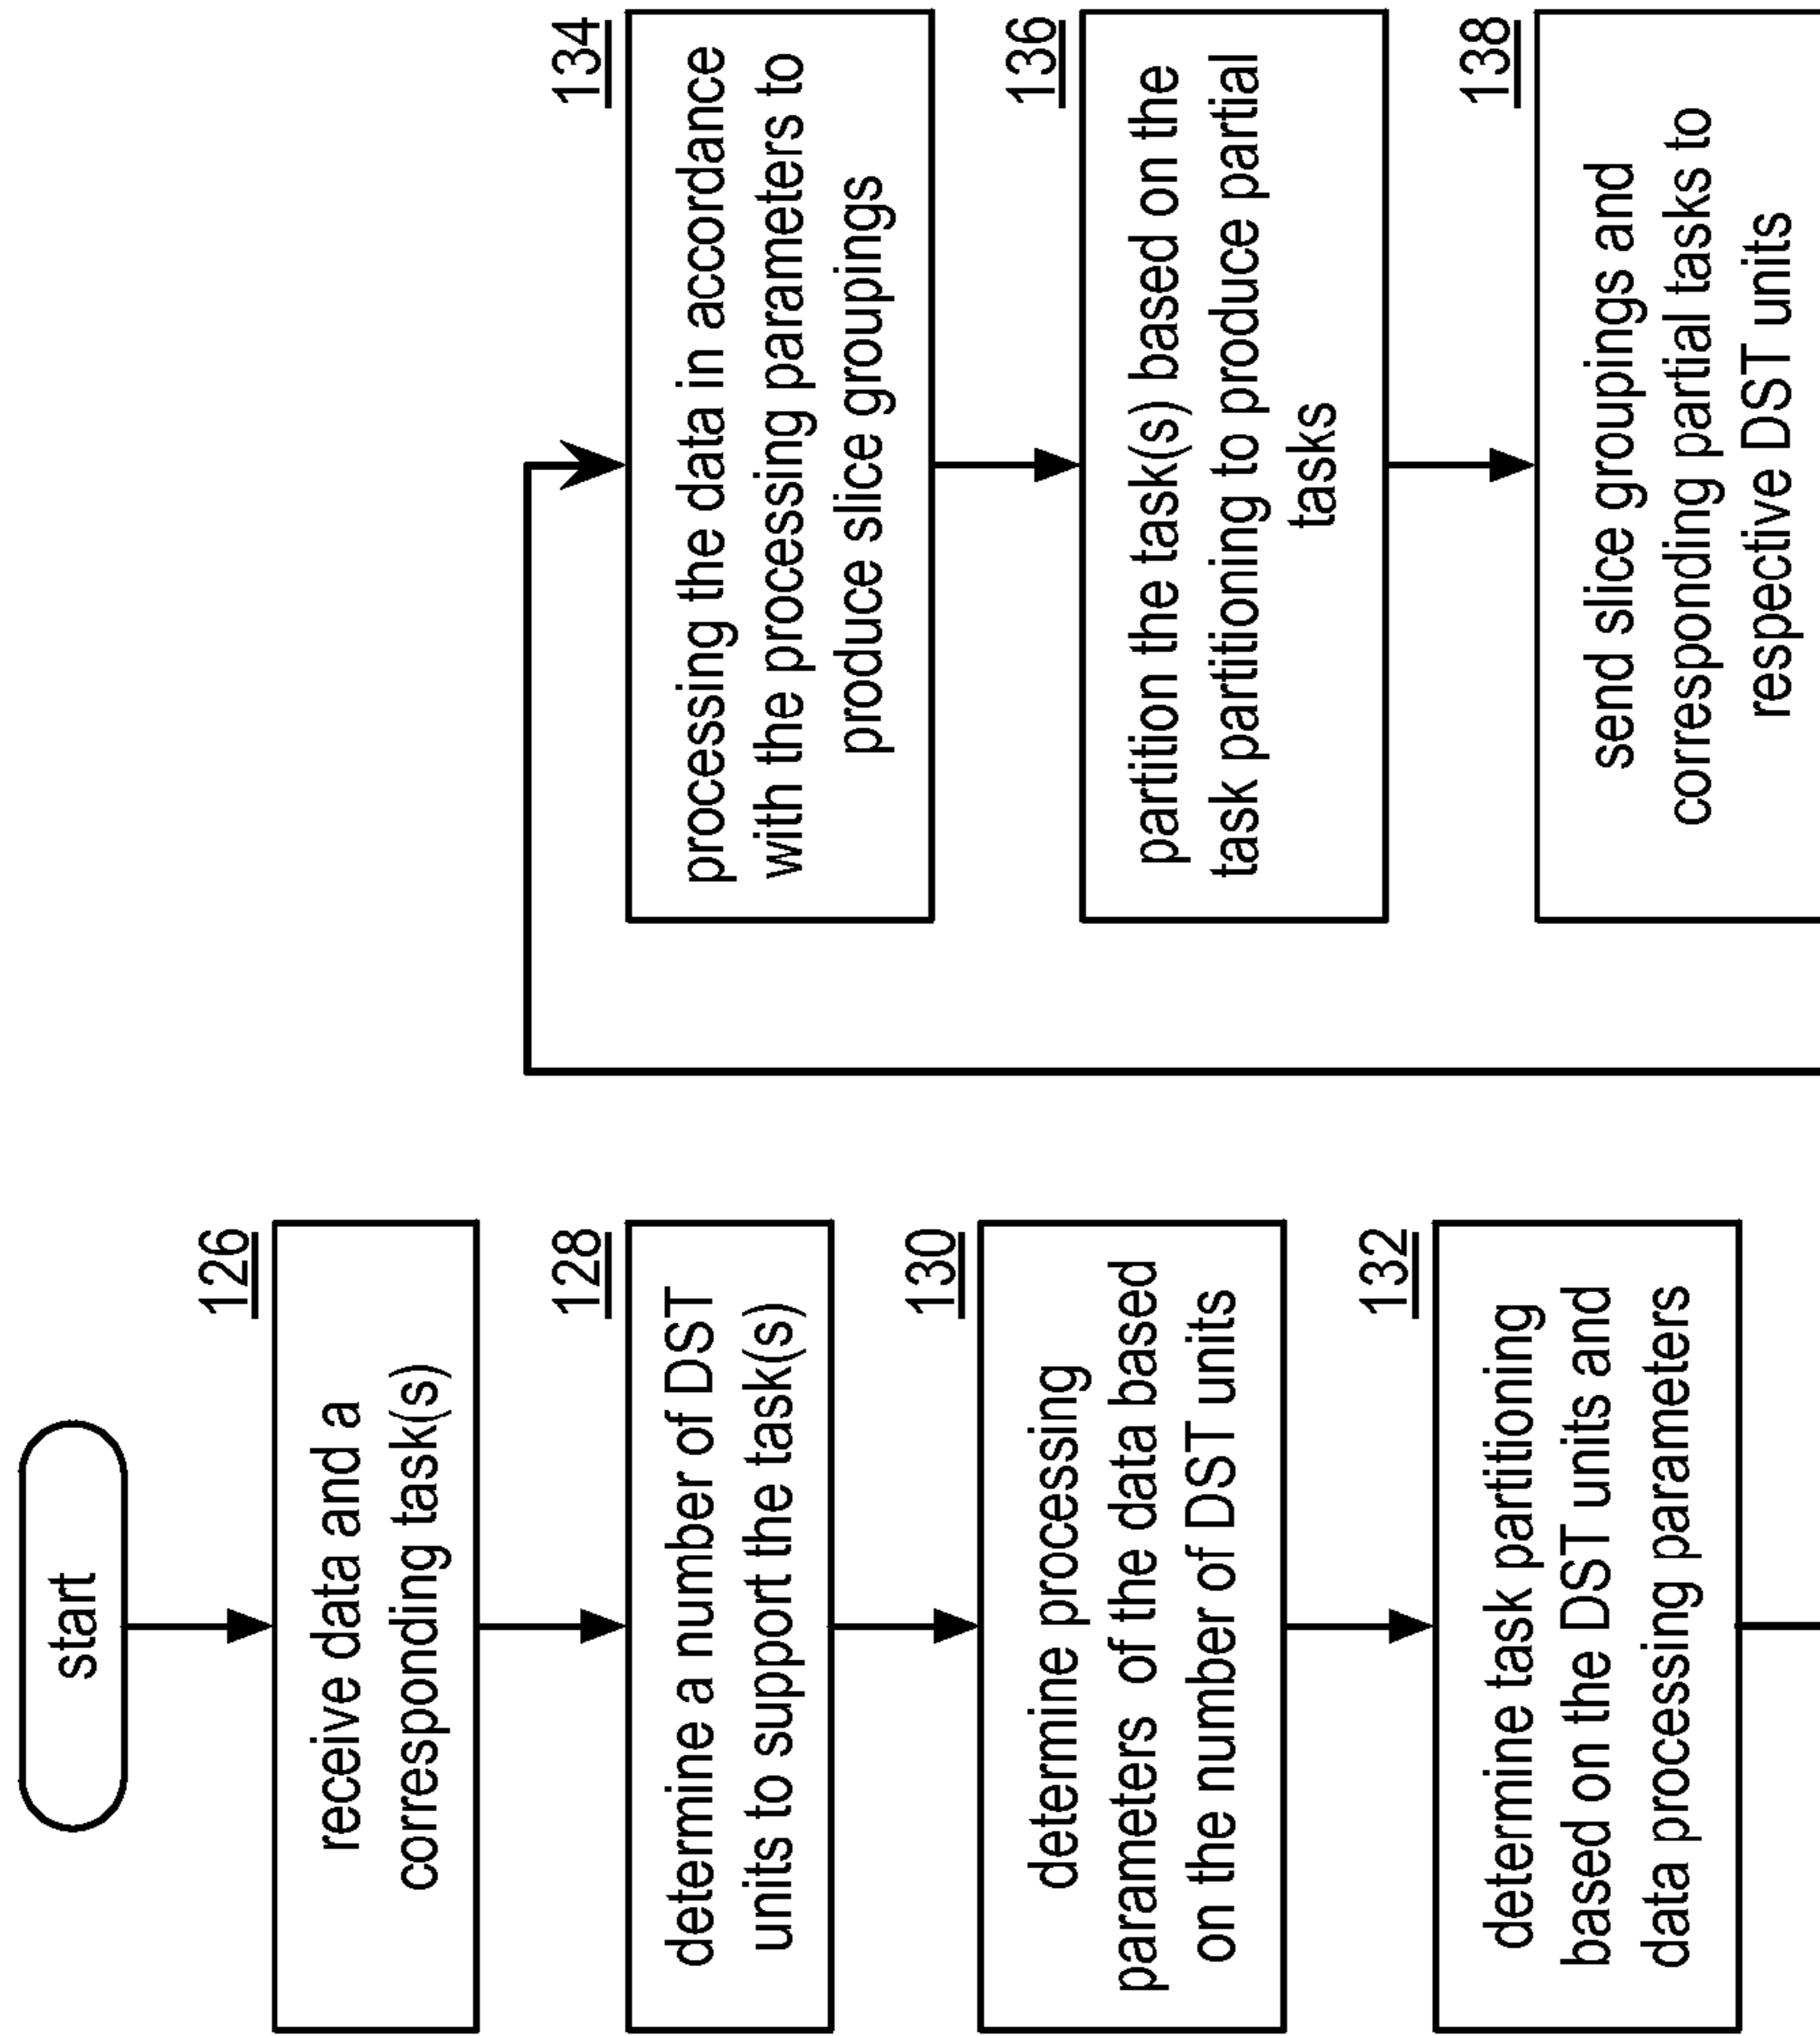 start
126
receive data and a
corresponding task(s)
128
determine a number of DST
units to support the task(s)
130
determine processing
parameters of the data based
on the number of DST units
132
determine task partitioning
based on the DST units and
data processing parameters
134
processing the data in accordance
with the processing parameters to
produce slice groupings
136
partition the task(s) based on the
task partitioning to produce partial
tasks
138
send slice groupings and
corresponding partial tasks to
respective DST units